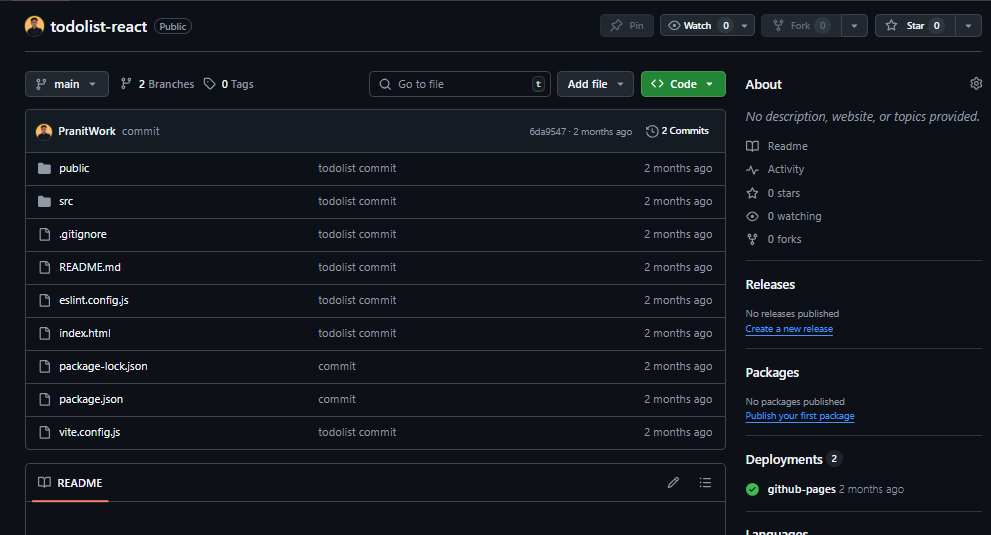 todolist-react Public
Pin Watch 0 Fork 0 Star 0
main 2 Branches 0 Tags Go to file t Add file Code
PranitWork commit 6da9547 · 2 months ago 2 Commits
public todolist commit 2 months ago
src todolist commit 2 months ago
.gitignore todolist commit 2 months ago
README.md todolist commit 2 months ago
eslint.config.js todolist commit 2 months ago
index.html todolist commit 2 months ago
package-lock.json commit 2 months ago
package.json commit 2 months ago
vite.config.js todolist commit 2 months ago
README
About
No description, website, or topics provided.
Readme
Activity
0 stars
0 watching
0 forks
Releases
No releases published
Create a new release
Packages
No packages published
Publish your first package
Deployments 2
github-pages 2 months ago
Languages